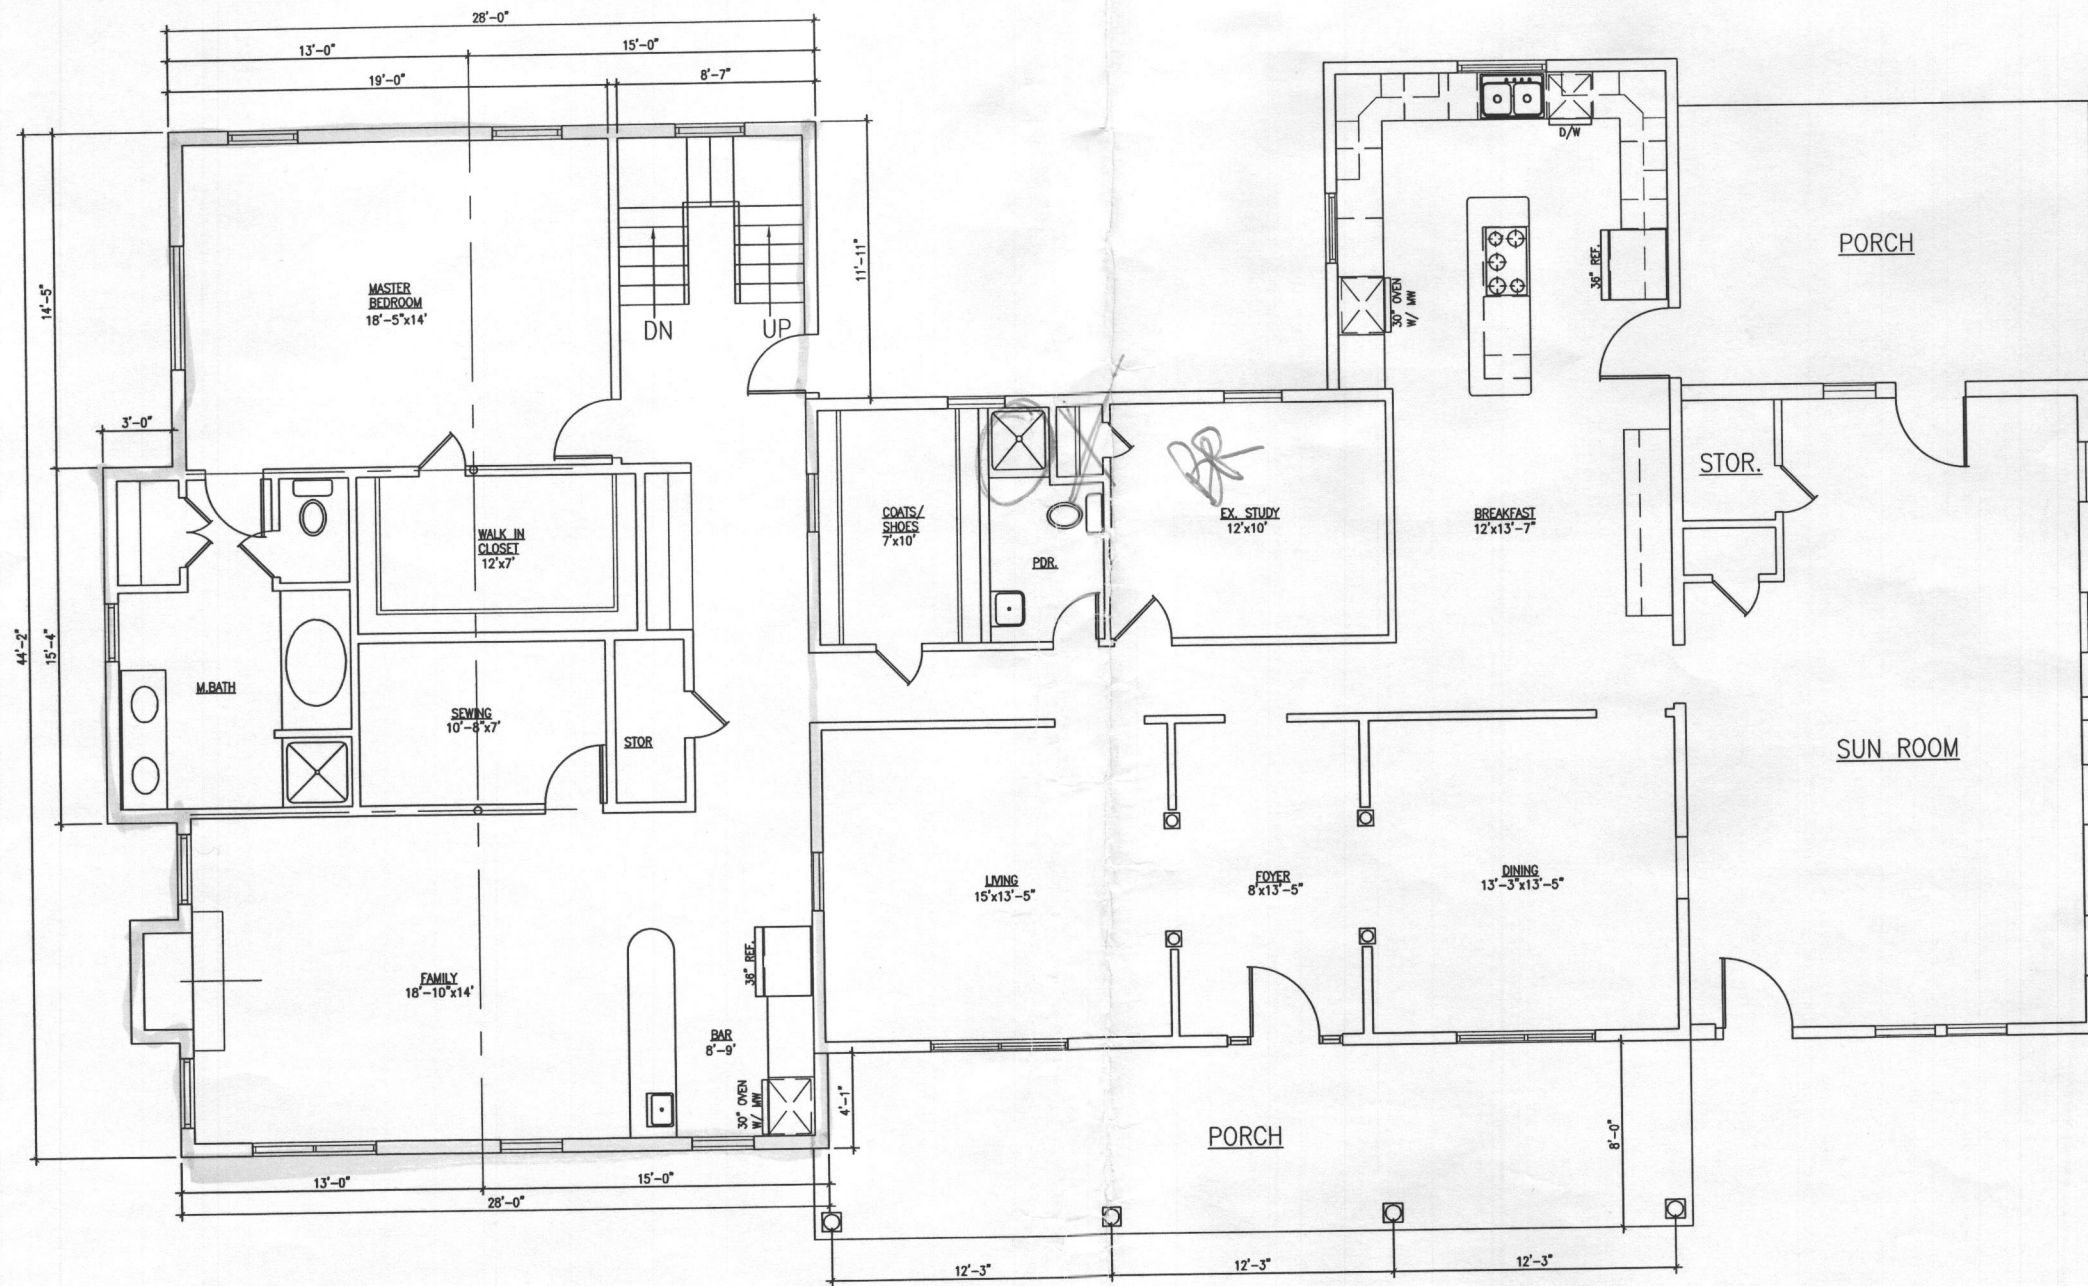 28'-0"
13'-0"
15'-0"
19'-0"
8'-7"
D/W
PORCH
36" REF.
30" OVEN
W/ MW
11'-11"
14'-5"
MASTER
BEDROOM
18'-5"x14'
DN
UP
3'-0"
BR
STOR.
COATS/
SHOES
7'x10'
EX. STUDY
12'x10'
BREAKFAST
12'x13'-7"
WALK IN
CLOSET
12'x7'
PDR.
44'-2"
15'-4"
M.BATH
SEWING
10'-8"x7'
STOR
SUN ROOM
LIVING
15'x13'-5"
FOYER
8'x13'-5"
DINING
13'-3"x13'-5"
36" REF.
FAMILY
18'-10"x14'
BAR
8'-9'
30" OVEN
W/ MW
4'-1"
PORCH
8'-0"
13'-0"
15'-0"
28'-0"
12'-3"
12'-3"
12'-3"